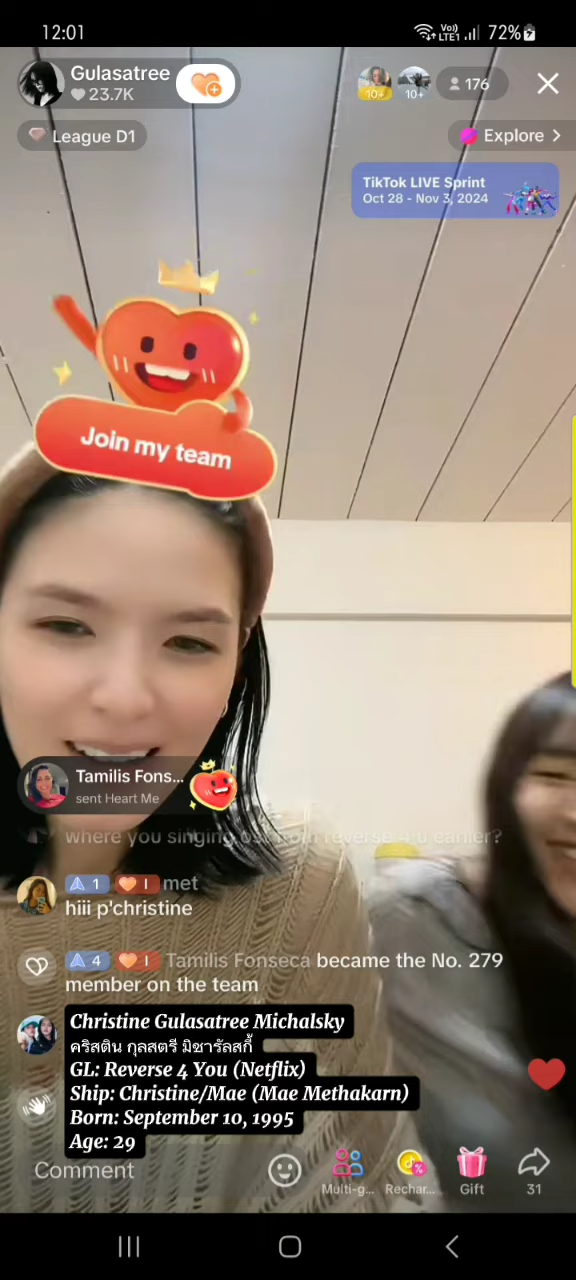 12:01
Vo)) LTE1 72%
Gulasatree
23.7K
10+ 10+
176
League D1
Explore >
TikTok LIVE Sprint
Oct 28 - Nov 3, 2024
Join my team
Tamilis Fons...
sent Heart Me
where you singing ost from reverse 4 u earlier?
1 I met
hiii p'christine
4 I Tamilis Fonseca became the No. 279
member on the team
Christine Gulasatree Michalsky
คริสติน กุลสตรี มิชารัลสกี้
GL: Reverse 4 You (Netflix)
Ship: Christine/Mae (Mae Methakarn)
Born: September 10, 1995
Age: 29
Comment
Multi-g... Rechar... Gift 31